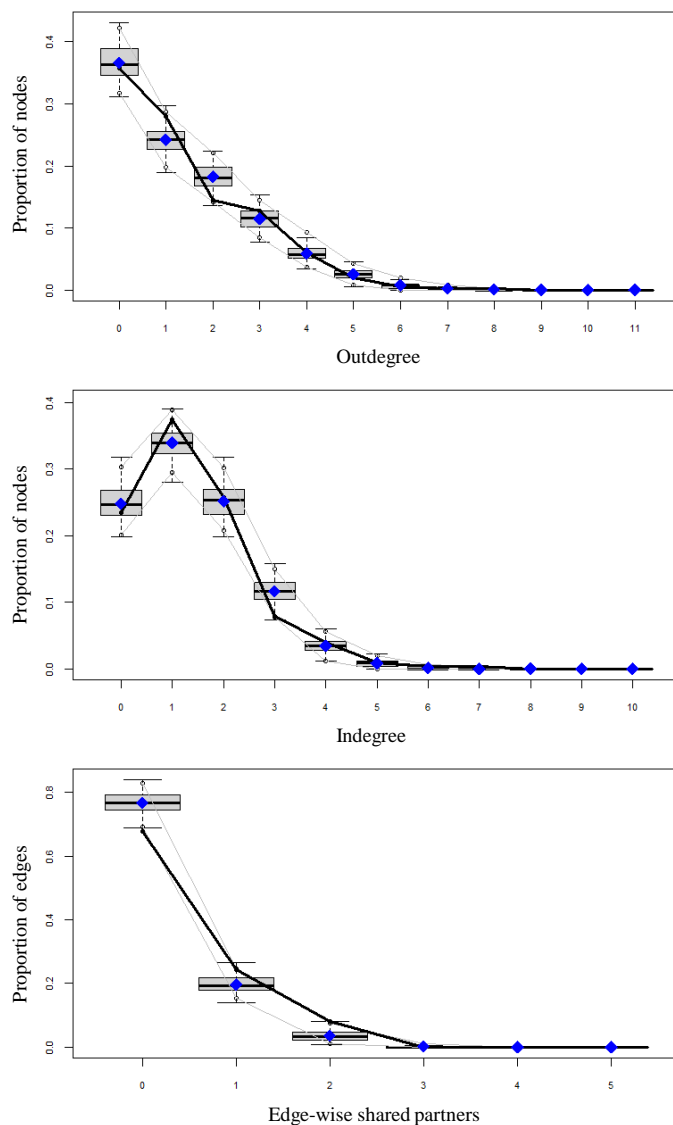 Proportion of nodes
0.4
0.3
0.2
0.1
0.0
0 1 2 3 4 5 6 7 8 9 10 11
Outdegree
Proportion of nodes
0.4
0.3
0.2
0.1
0.0
0 1 2 3 4 5 6 7 8 9 10
Indegree
Proportion of edges
0.8
0.6
0.4
0.2
0.0
0 1 2 3 4 5
Edge-wise shared partners